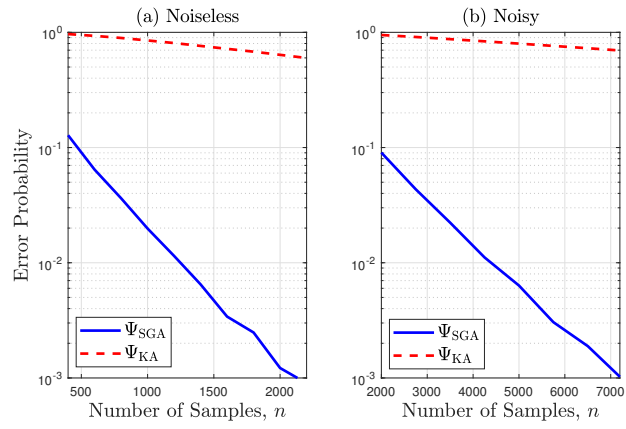 (a) Noiseless
(b) Noisy
Error Probability
10^0
10^-1
10^-2
10^-3
10^0
10^-1
10^-2
10^-3
Ψ_SGA
Ψ_KA
Ψ_SGA
Ψ_KA
500 1000 1500 2000
2000 3000 4000 5000 6000 7000
Number of Samples, n
Number of Samples, n